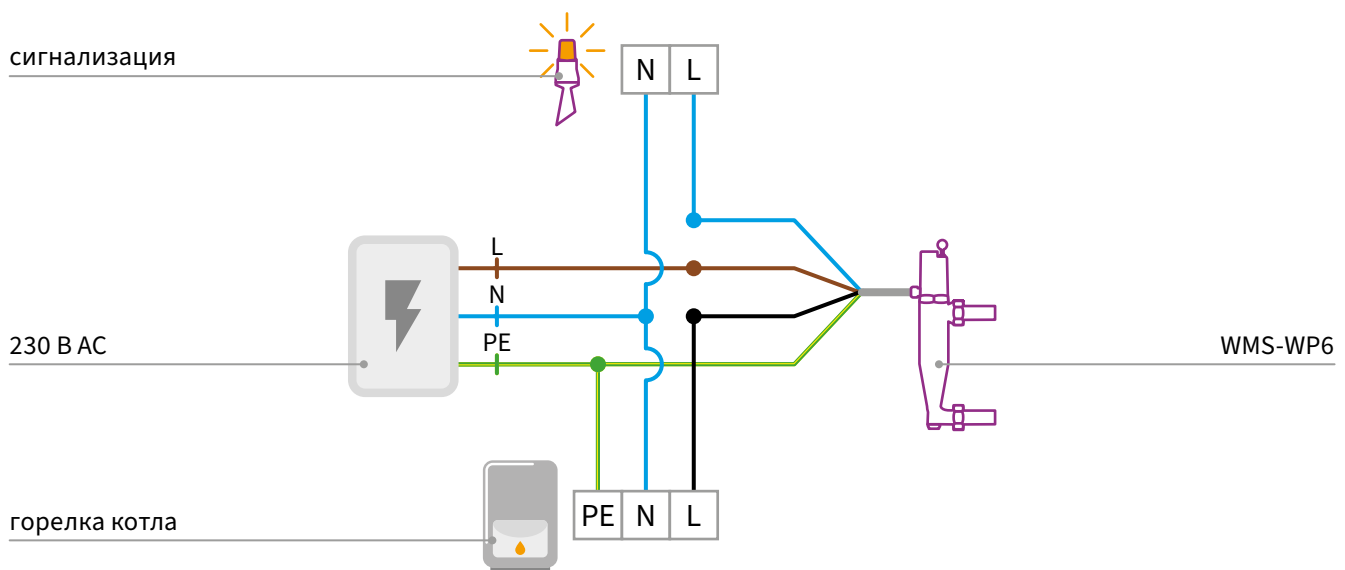 сигнализация
N L
L
N
PE
230 В AC
WMS-WP6
горелка котла
PE N L